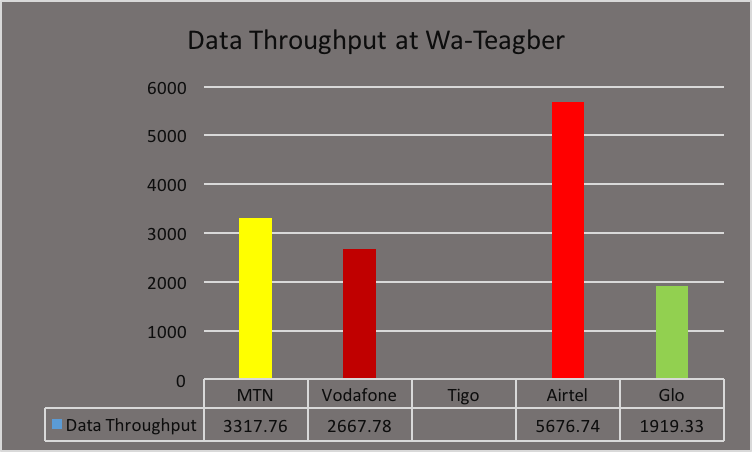 Data Throughput at Wa-Teagber
6000
5000
4000
3000
2000
1000
0
MTN Vodafone Tigo Airtel Glo
Data Throughput 3317.76 2667.78 5676.74 1919.33